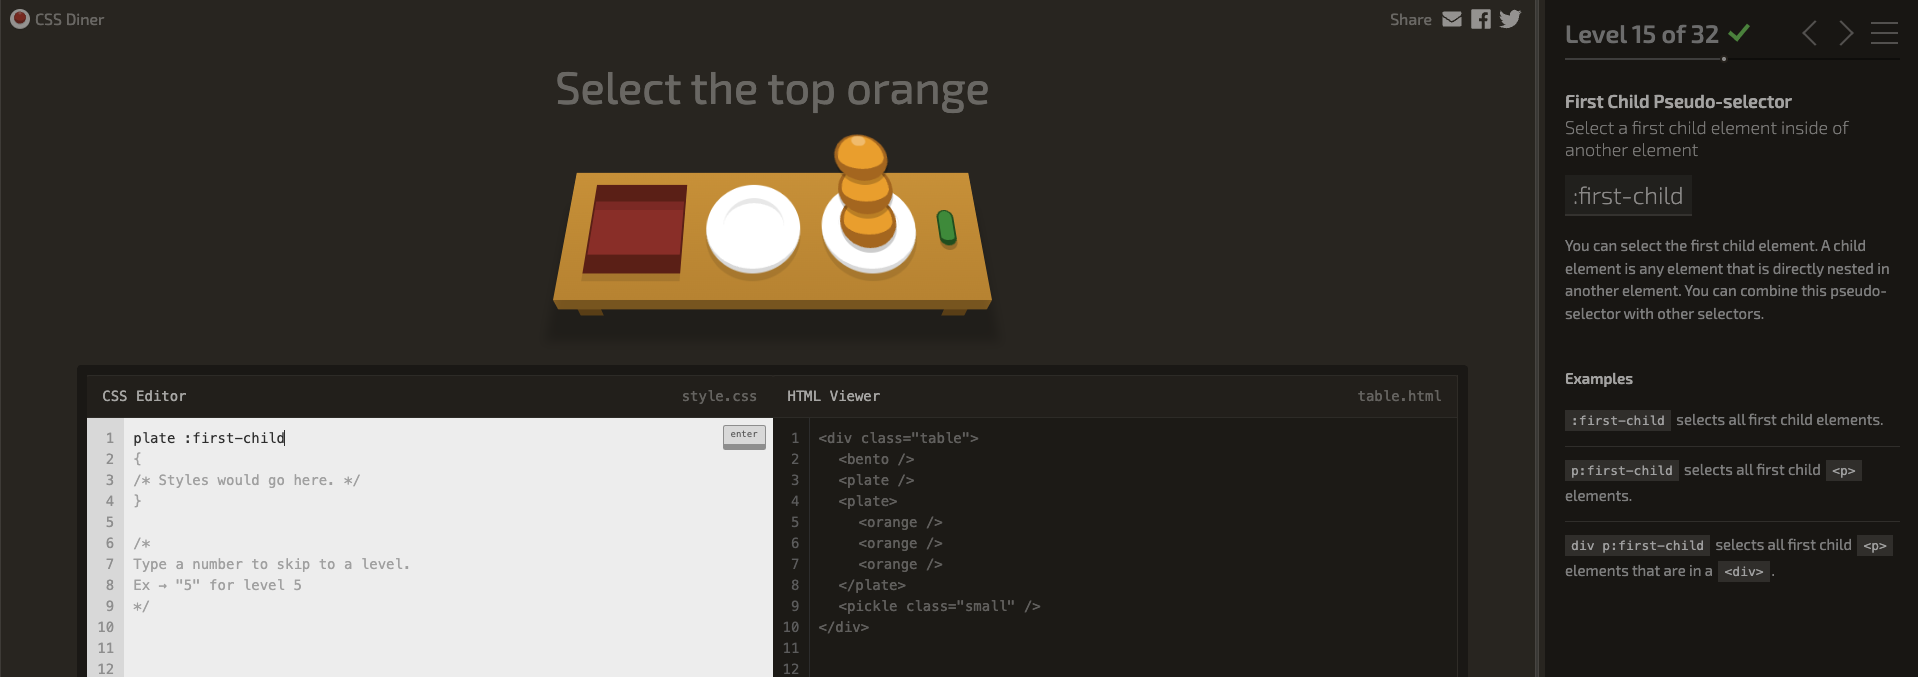 CSS Diner
Share
Select the top orange
CSS Editor
style.css
1 plate :first-child
enter
2 {
3 /* Styles would go here. */
4 }
5
6 /*
7 Type a number to skip to a level.
8 Ex → "5" for level 5
9 */
10
11
12
HTML Viewer
table.html
1 <div class="table">
2 <bento />
3 <plate />
4 <plate>
5 <orange />
6 <orange />
7 <orange />
8 </plate>
9 <pickle class="small" />
10 </div>
11
12
Level 15 of 32
First Child Pseudo-selector
Select a first child element inside of
another element
:first-child
You can select the first child element. A child
element is any element that is directly nested in
another element. You can combine this pseudo-
selector with other selectors.
Examples
:first-child selects all first child elements.
p:first-child selects all first child <p>
elements.
div p:first-child selects all first child <p>
elements that are in a <div> .